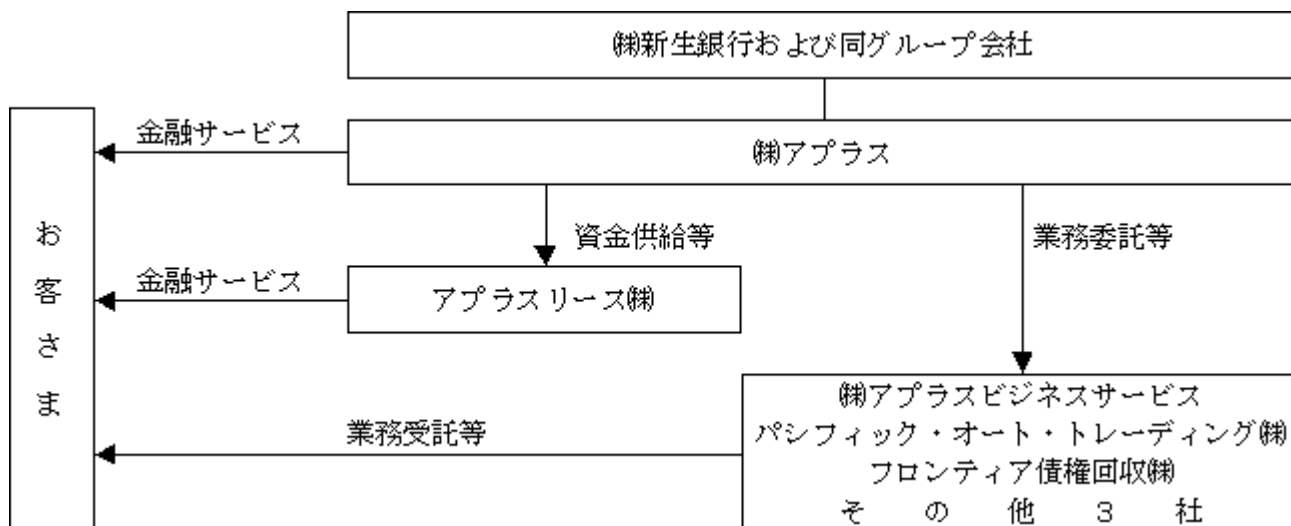 ㈱新生銀行および同グループ会社
金融サービス
㈱アプラス
お客さま
資金供給等
業務委託等
金融サービス
アプラスリース㈱
㈱アプラスビジネスサービス
パシフィック・オート・トレーディング㈱
フロンティア債権回収㈱
その他3社
業務受託等